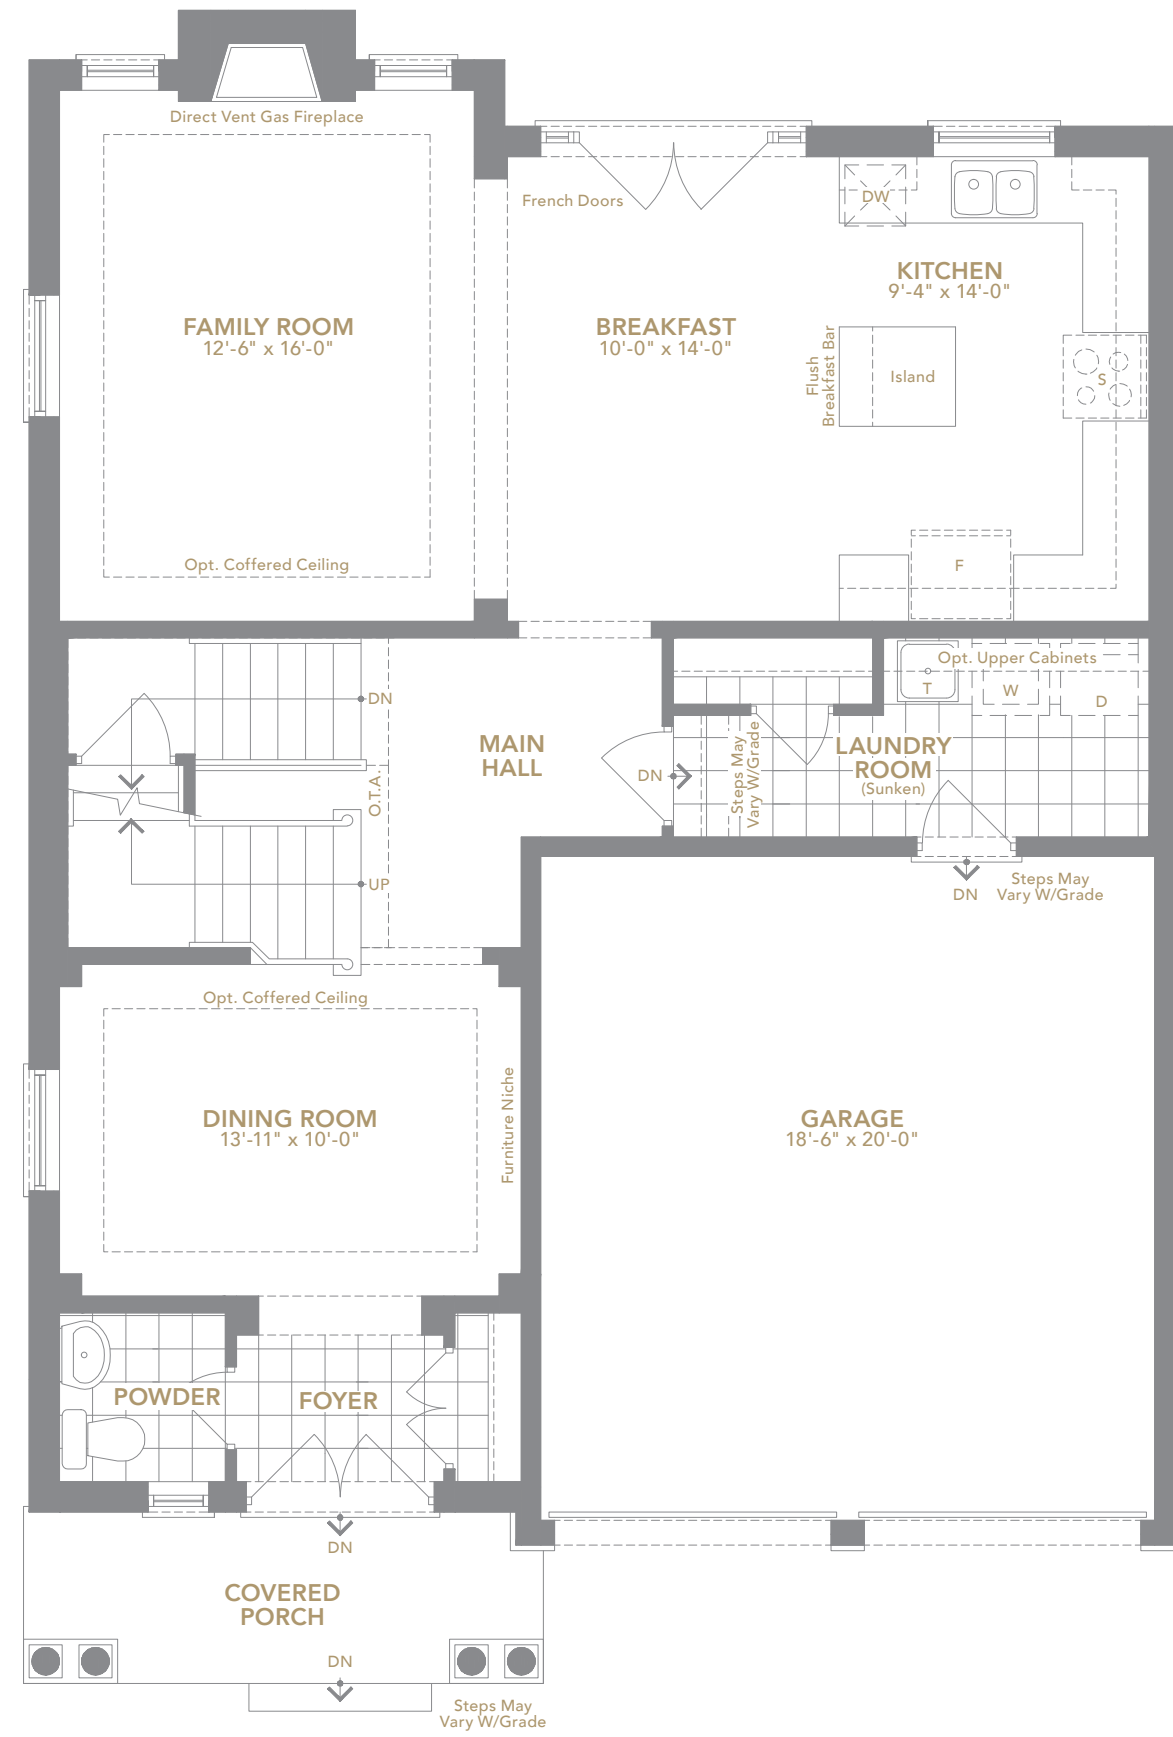 Direct Vent Gas Fireplace
French Doors
DW
KITCHEN
9'-4" x 14'-0"
FAMILY ROOM
12'-6" x 16'-0"
BREAKFAST
10'-0" x 14'-0"
Flush
Breakfast Bar
Island
S
Opt. Coffered Ceiling
F
Opt. Upper Cabinets
T
W
D
DN
MAIN
HALL
DN
Steps May
Vary W/Grade
LAUNDRY
ROOM
(Sunken)
O.T.A.
UP
DN
Steps May
Vary W/Grade
Opt. Coffered Ceiling
DINING ROOM
13'-11" x 10'-0"
Furniture Niche
GARAGE
18'-6" x 20'-0"
POWDER
FOYER
DN
COVERED
PORCH
DN
Steps May
Vary W/Grade